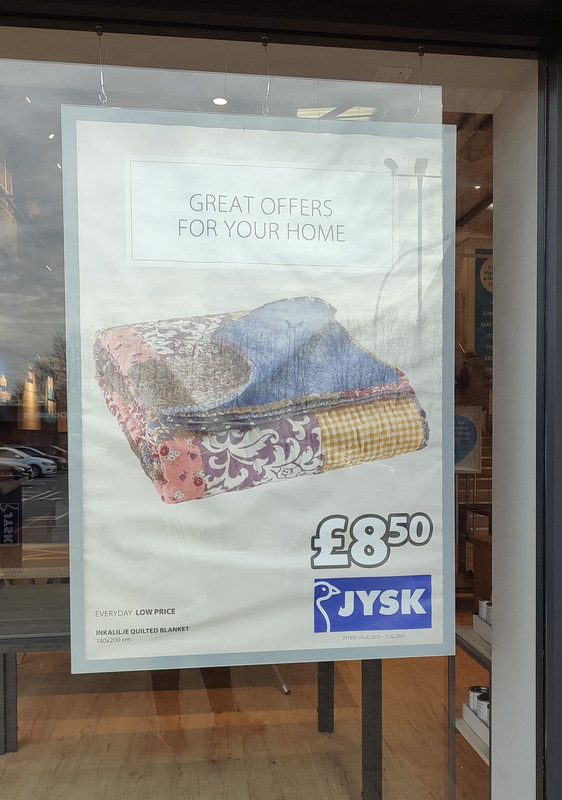 GREAT OFFERS
FOR YOUR HOME
£8.50
JYSK
EVERYDAY LOW PRICE
INKALILJE QUILTED BLANKET
140x200 cm